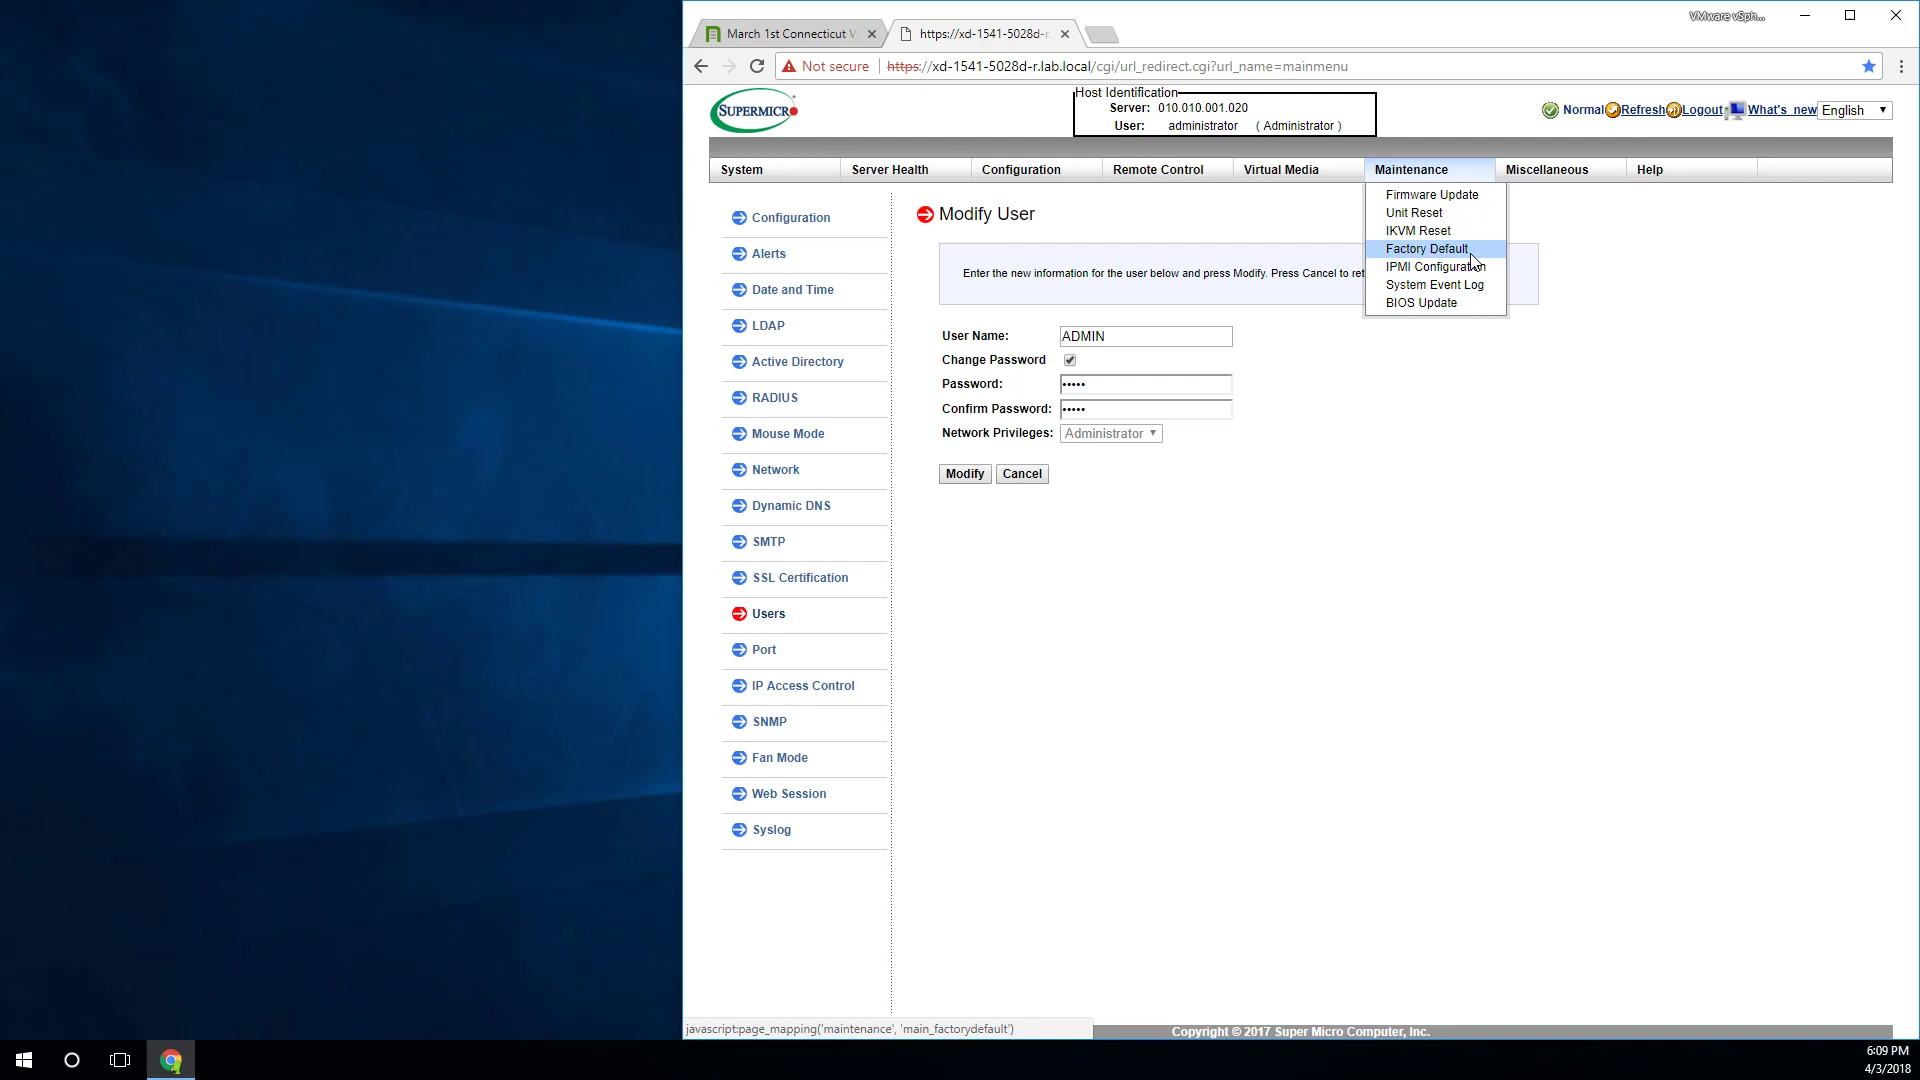 VMware vSph...
March 1st Connecticut V
https://xd-1541-5028d-r
Not secure
https://xd-1541-5028d-r.lab.local/cgi/url_redirect.cgi?url_name=mainmenu
SUPERMICR
Host Identification
Server: 010.010.001.020
User: administrator ( Administrator )
Normal Refresh Logout What's new English
System Server Health Configuration Remote Control Virtual Media Maintenance Miscellaneous Help
Firmware Update
Unit Reset
IKVM Reset
Factory Default
IPMI Configuration
System Event Log
BIOS Update
Configuration
Alerts
Date and Time
LDAP
Active Directory
RADIUS
Mouse Mode
Network
Dynamic DNS
SMTP
SSL Certification
Users
Port
IP Access Control
SNMP
Fan Mode
Web Session
Syslog
Modify User
Enter the new information for the user below and press Modify. Press Cancel to ret
User Name: ADMIN
Change Password
Password: •••••
Confirm Password: •••••
Network Privileges: Administrator
Modify Cancel
javascript:page_mapping('maintenance', 'main_factorydefault')
Copyright © 2017 Super Micro Computer, Inc.
6:09 PM
4/3/2018